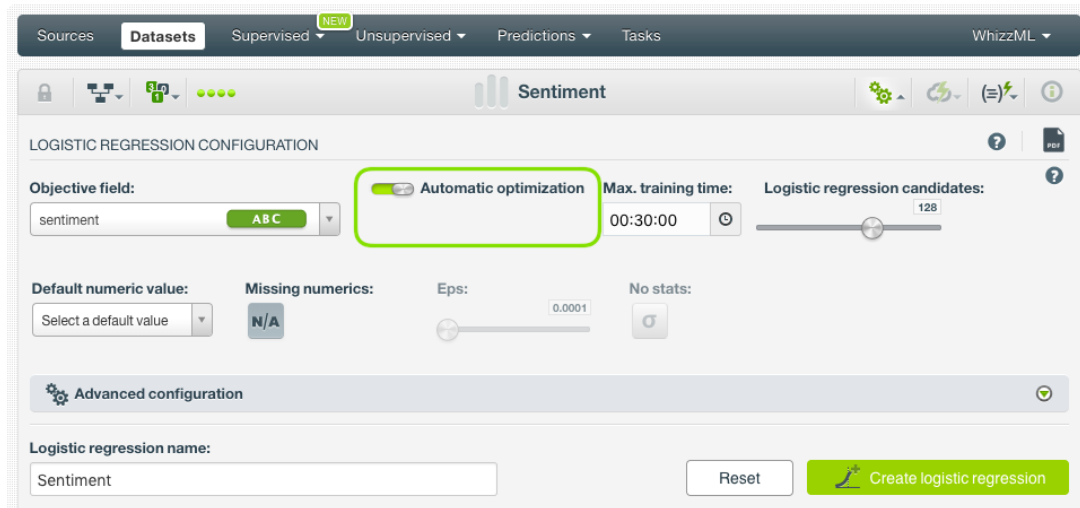 NEW
Sources Datasets Supervised Unsupervised Predictions Tasks WhizzML
Sentiment
LOGISTIC REGRESSION CONFIGURATION
PDF
Objective field: Automatic optimization Max. training time: Logistic regression candidates:
128
sentiment ABC 00:30:00
Default numeric value: Missing numerics: Eps: No stats:
0.0001
Select a default value N/A σ
Advanced configuration
Logistic regression name:
Sentiment Reset Create logistic regression